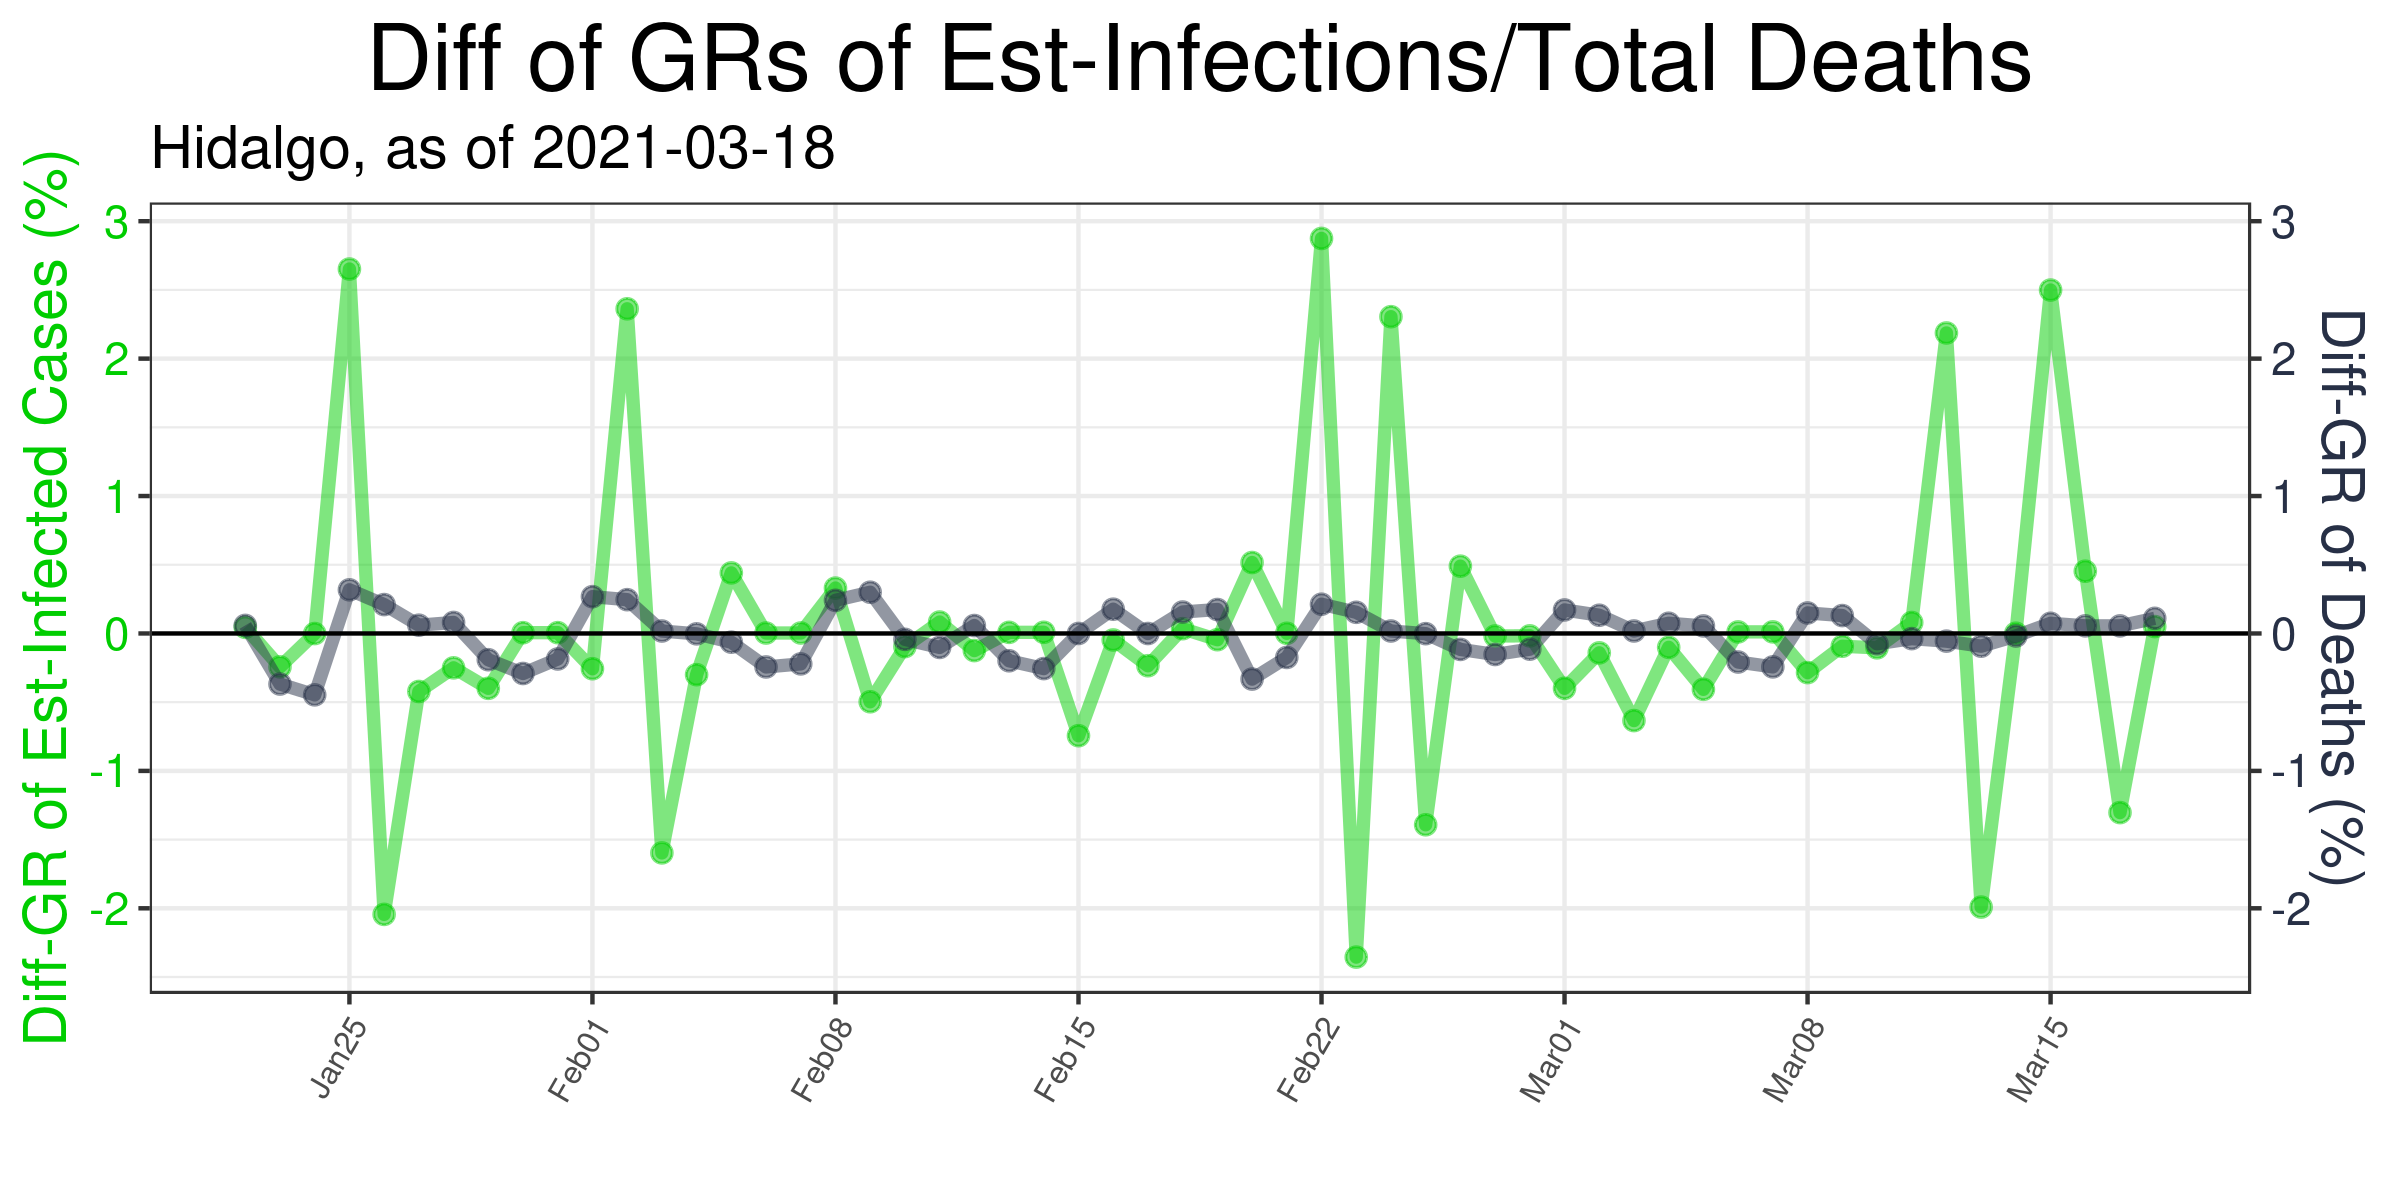 Diff of GRs of Est-Infections/Total Deaths
Hidalgo, as of 2021-03-18
Diff-GR of Est-Infected Cases (%)
3
2
1
0
-1
-2
3
2
1
0
-1
-2
Diff-GR of Deaths (%)
Jan25
Feb01
Feb08
Feb15
Feb22
Mar01
Mar08
Mar15